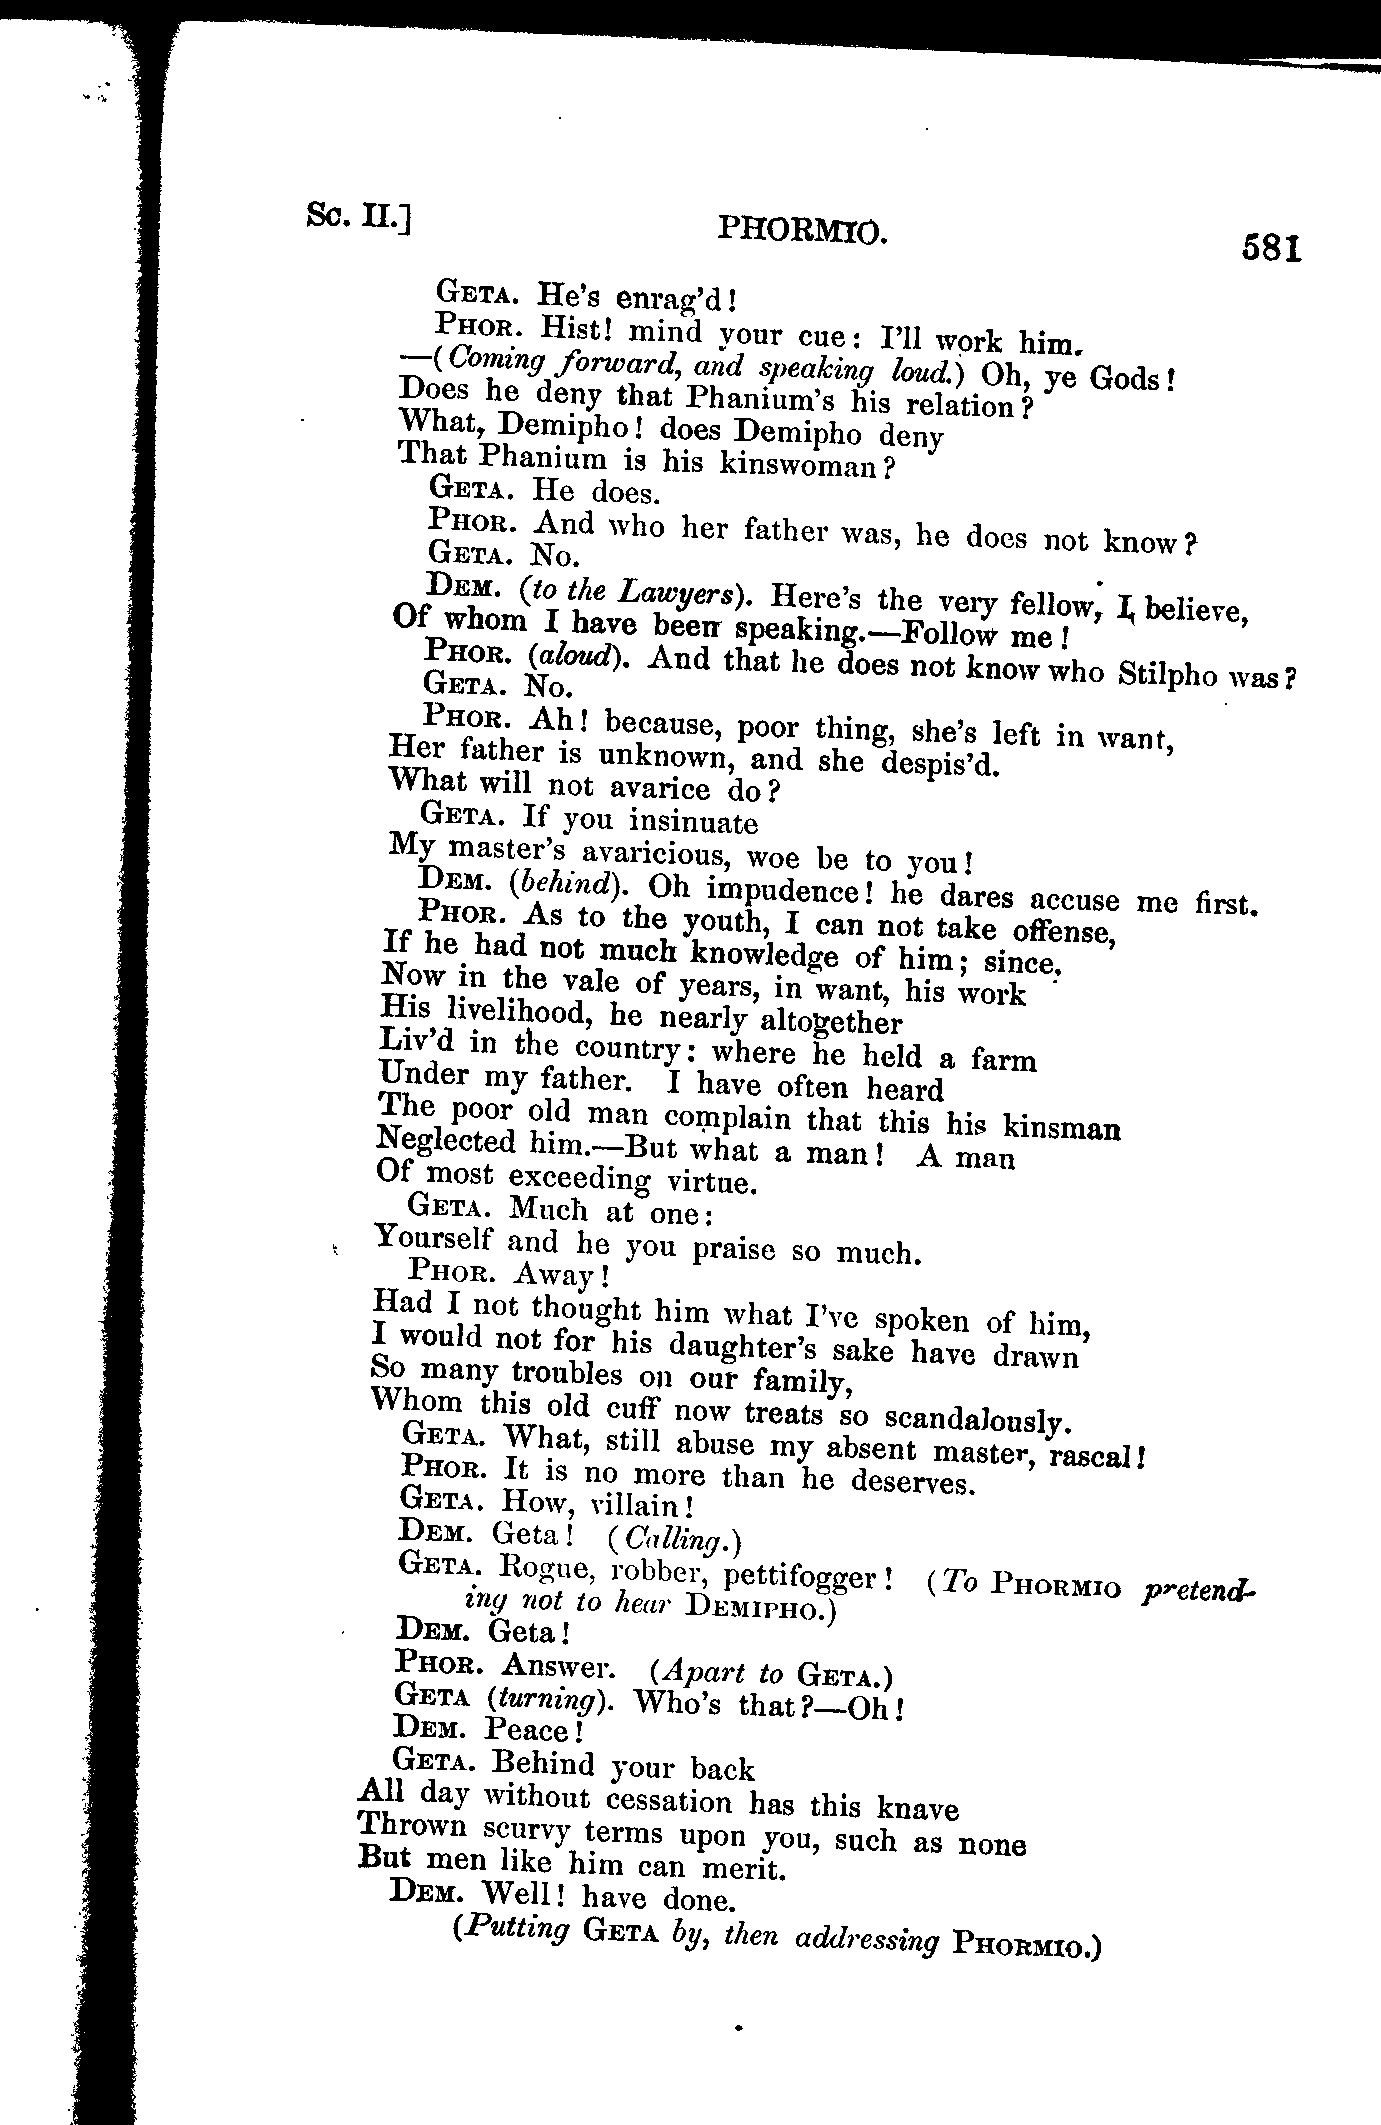 Sc. II.] PHORMIO. 581
GETA. He's enrag'd!
PHOR. Hist! mind your cue: I'll work him.
—(Coming forward, and speaking loud.) Oh, ye Gods!
Does he deny that Phanium's his relation?
What, Demipho! does Demipho deny
That Phanium is his kinswoman?
GETA. He does.
PHOR. And who her father was, he does not know?
GETA. No.
DEM. (to the Lawyers). Here's the very fellow, I believe,
Of whom I have been speaking.—Follow me!
PHOR. (aloud). And that he does not know who Stilpho was?
GETA. No.
PHOR. Ah! because, poor thing, she's left in want,
Her father is unknown, and she despis'd.
What will not avarice do?
GETA. If you insinuate
My master's avaricious, woe be to you!
DEM. (behind). Oh impudence! he dares accuse me first.
PHOR. As to the youth, I can not take offense,
If he had not much knowledge of him; since,
Now in the vale of years, in want, his work
His livelihood, he nearly altogether
Liv'd in the country: where he held a farm
Under my father. I have often heard
The poor old man complain that this his kinsman
Neglected him.—But what a man! A man
Of most exceeding virtue.
GETA. Much at one:
Yourself and he you praise so much.
PHOR. Away!
Had I not thought him what I've spoken of him,
I would not for his daughter's sake have drawn
So many troubles on our family,
Whom this old cuff now treats so scandalously.
GETA. What, still abuse my absent master, rascal!
PHOR. It is no more than he deserves.
GETA. How, villain!
DEM. Geta! (Calling.)
GETA. Rogue, robber, pettifogger! (To PHORMIO pretend-
ing not to hear DEMIPHO.)
DEM. Geta!
PHOR. Answer. (Apart to GETA.)
GETA (turning). Who's that?—Oh!
DEM. Peace!
GETA. Behind your back
All day without cessation has this knave
Thrown scurvy terms upon you, such as none
But men like him can merit.
DEM. Well! have done.
(Putting GETA by, then addressing PHORMIO.)